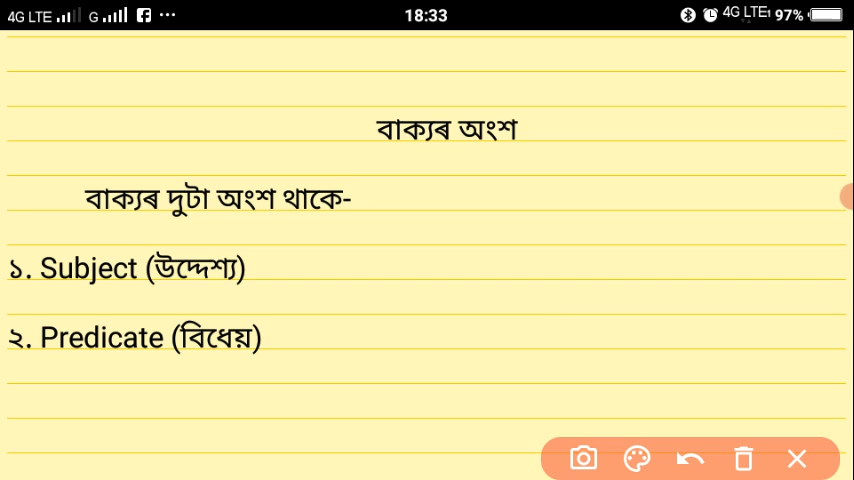 4G LTE G 18:33 4G LTE 97%
বাক্যৰ অংশ
বাক্যৰ দুটা অংশ থাকে-
১. Subject (উদ্দেশ্য)
২. Predicate (বিধেয়)